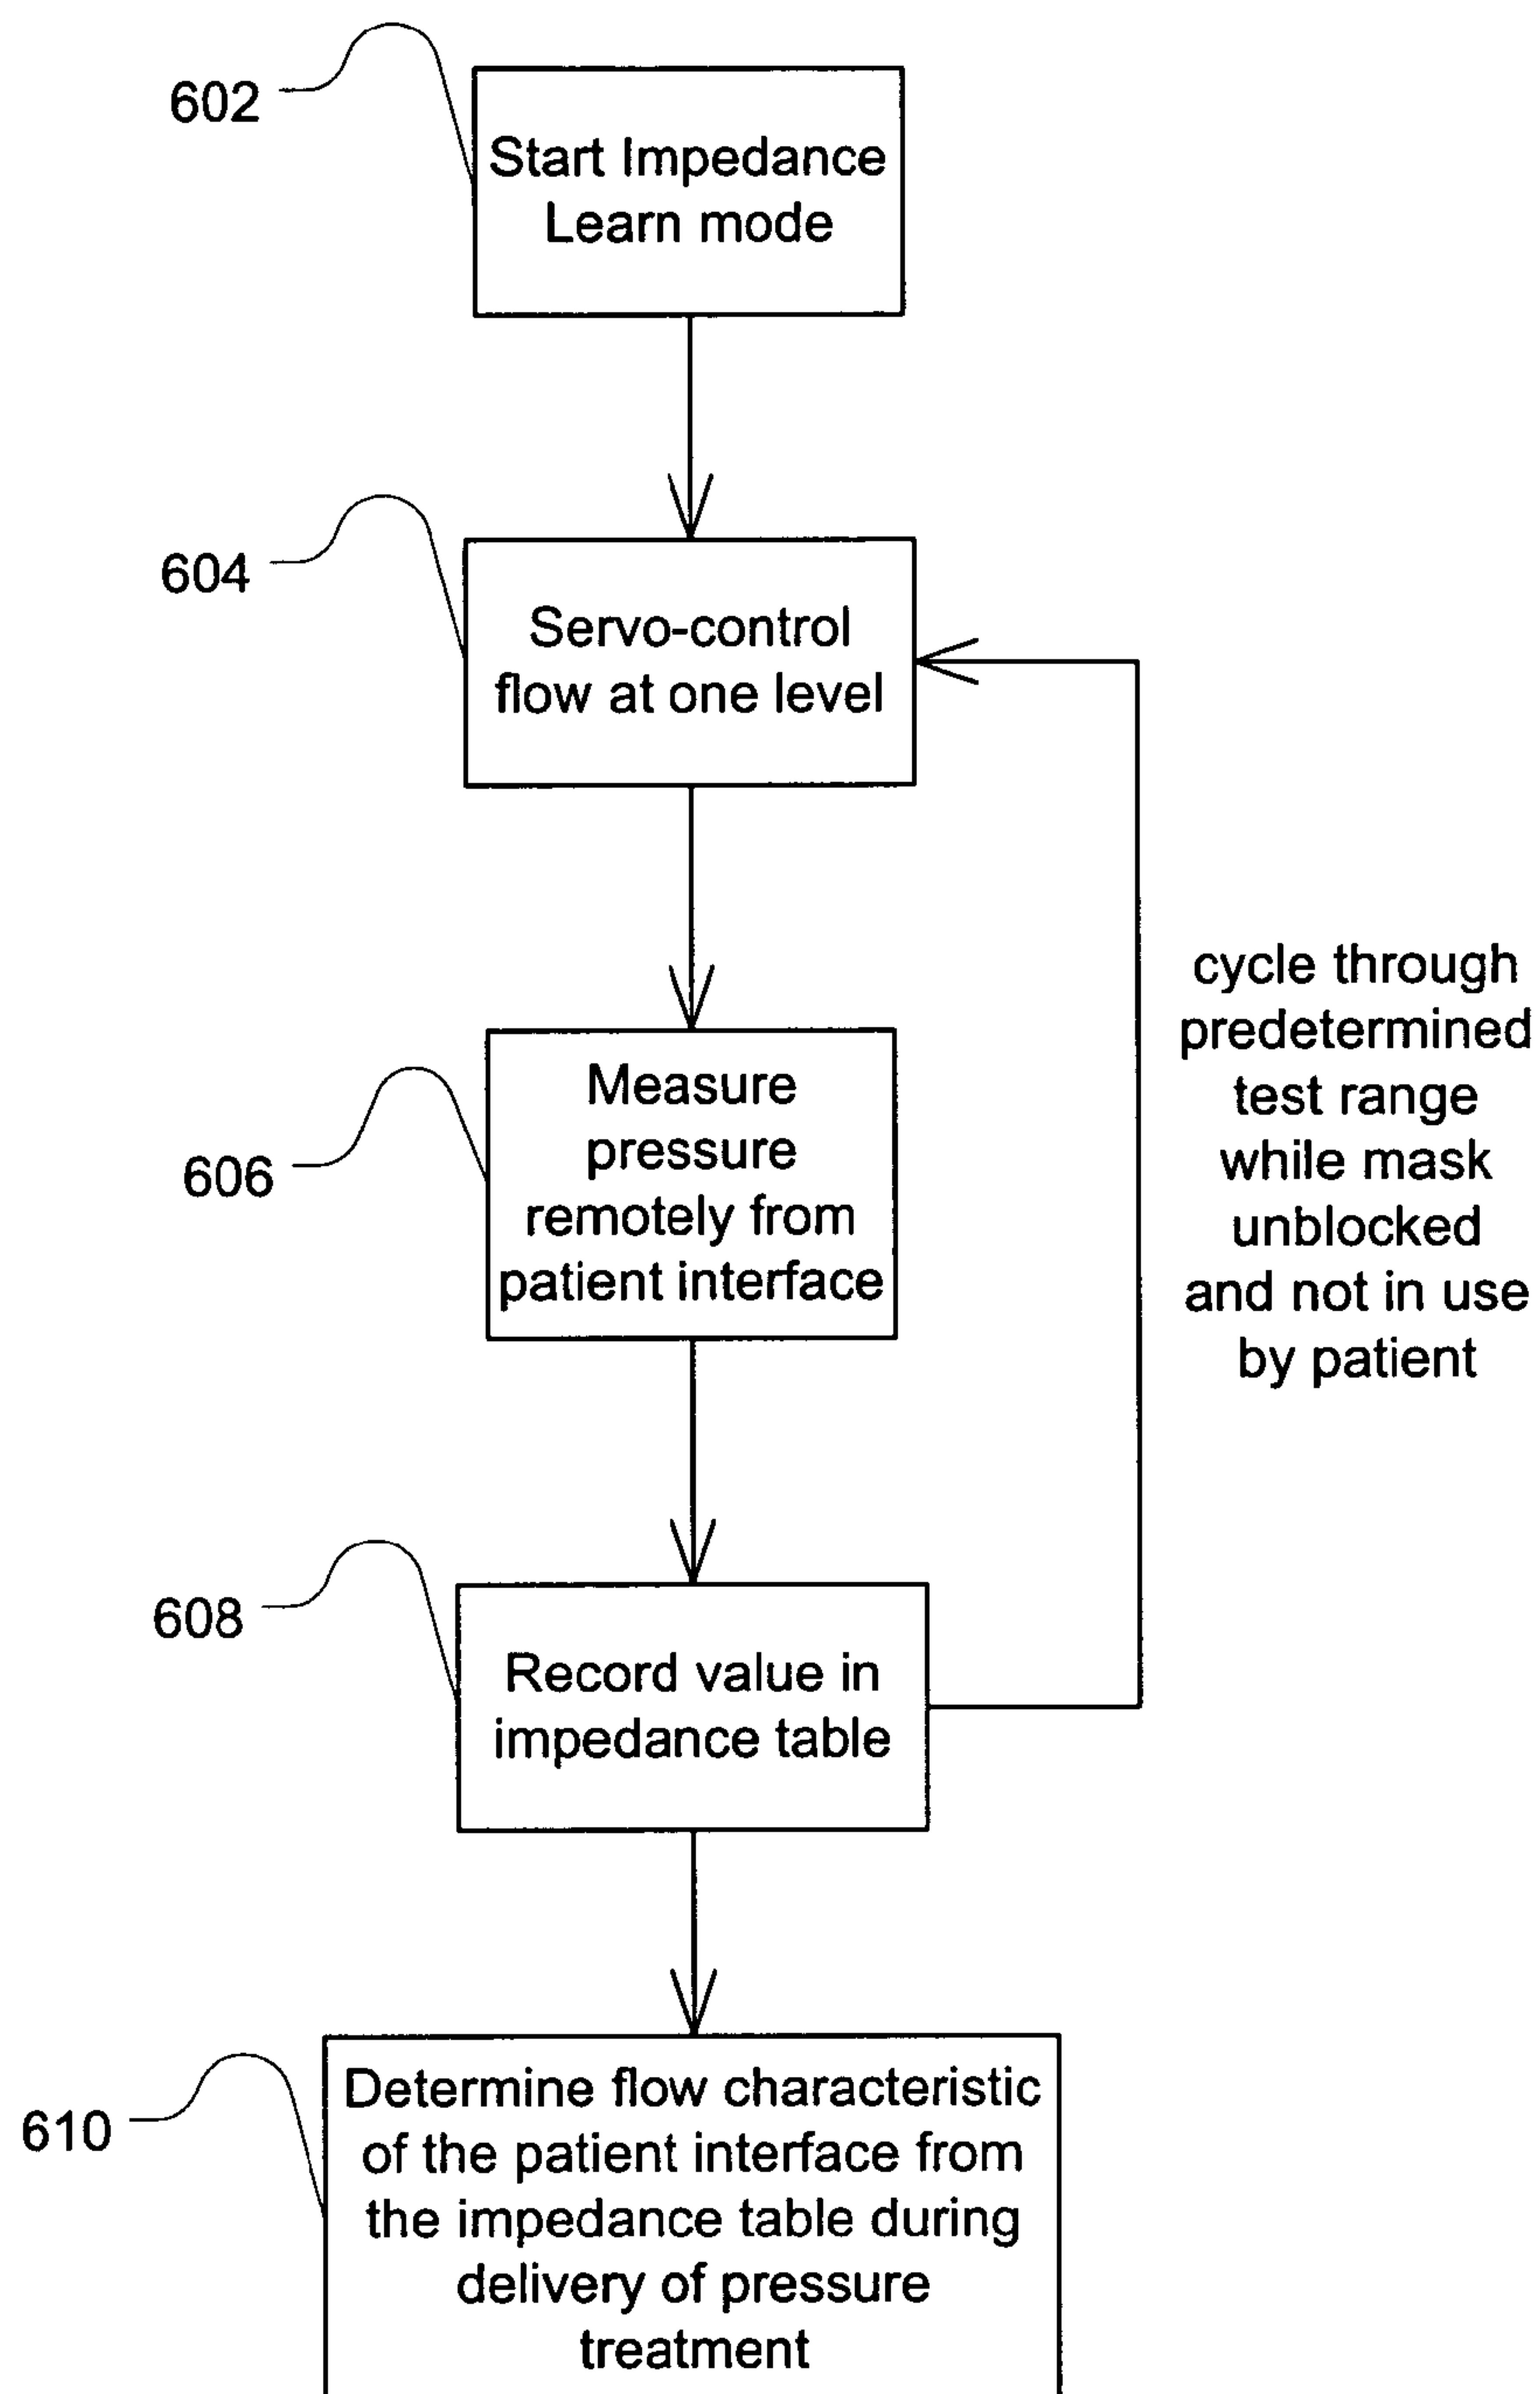 602
Start Impedance
Learn mode
604
Servo-control
flow at one level
cycle through
predetermined
test range
while mask
unblocked
and not in use
by patient
606
Measure
pressure
remotely from
patient interface
608
Record value in
impedance table
610
Determine flow characteristic
of the patient interface from
the impedance table during
delivery of pressure
treatment